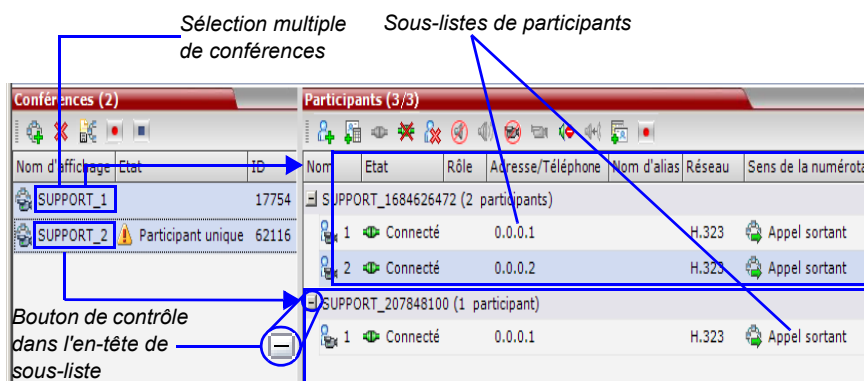 Sélection multiple
de conférences
Sous-listes de participants
Conférences (2)
Nom d'affichage Etat ID
SUPPORT_1 17754
SUPPORT_2 Participant unique 62116
Participants (3/3)
Nom Etat Rôle Adresse/Téléphone Nom d'alias Réseau Sens de la numérota
SUPPORT_1684626472 (2 participants)
1 Connecté 0.0.0.1 H.323 Appel sortant
2 Connecté 0.0.0.2 H.323 Appel sortant
SUPPORT_207848100 (1 participant)
1 Connecté 0.0.0.1 H.323 Appel sortant
Bouton de contrôle
dans l'en-tête de
sous-liste